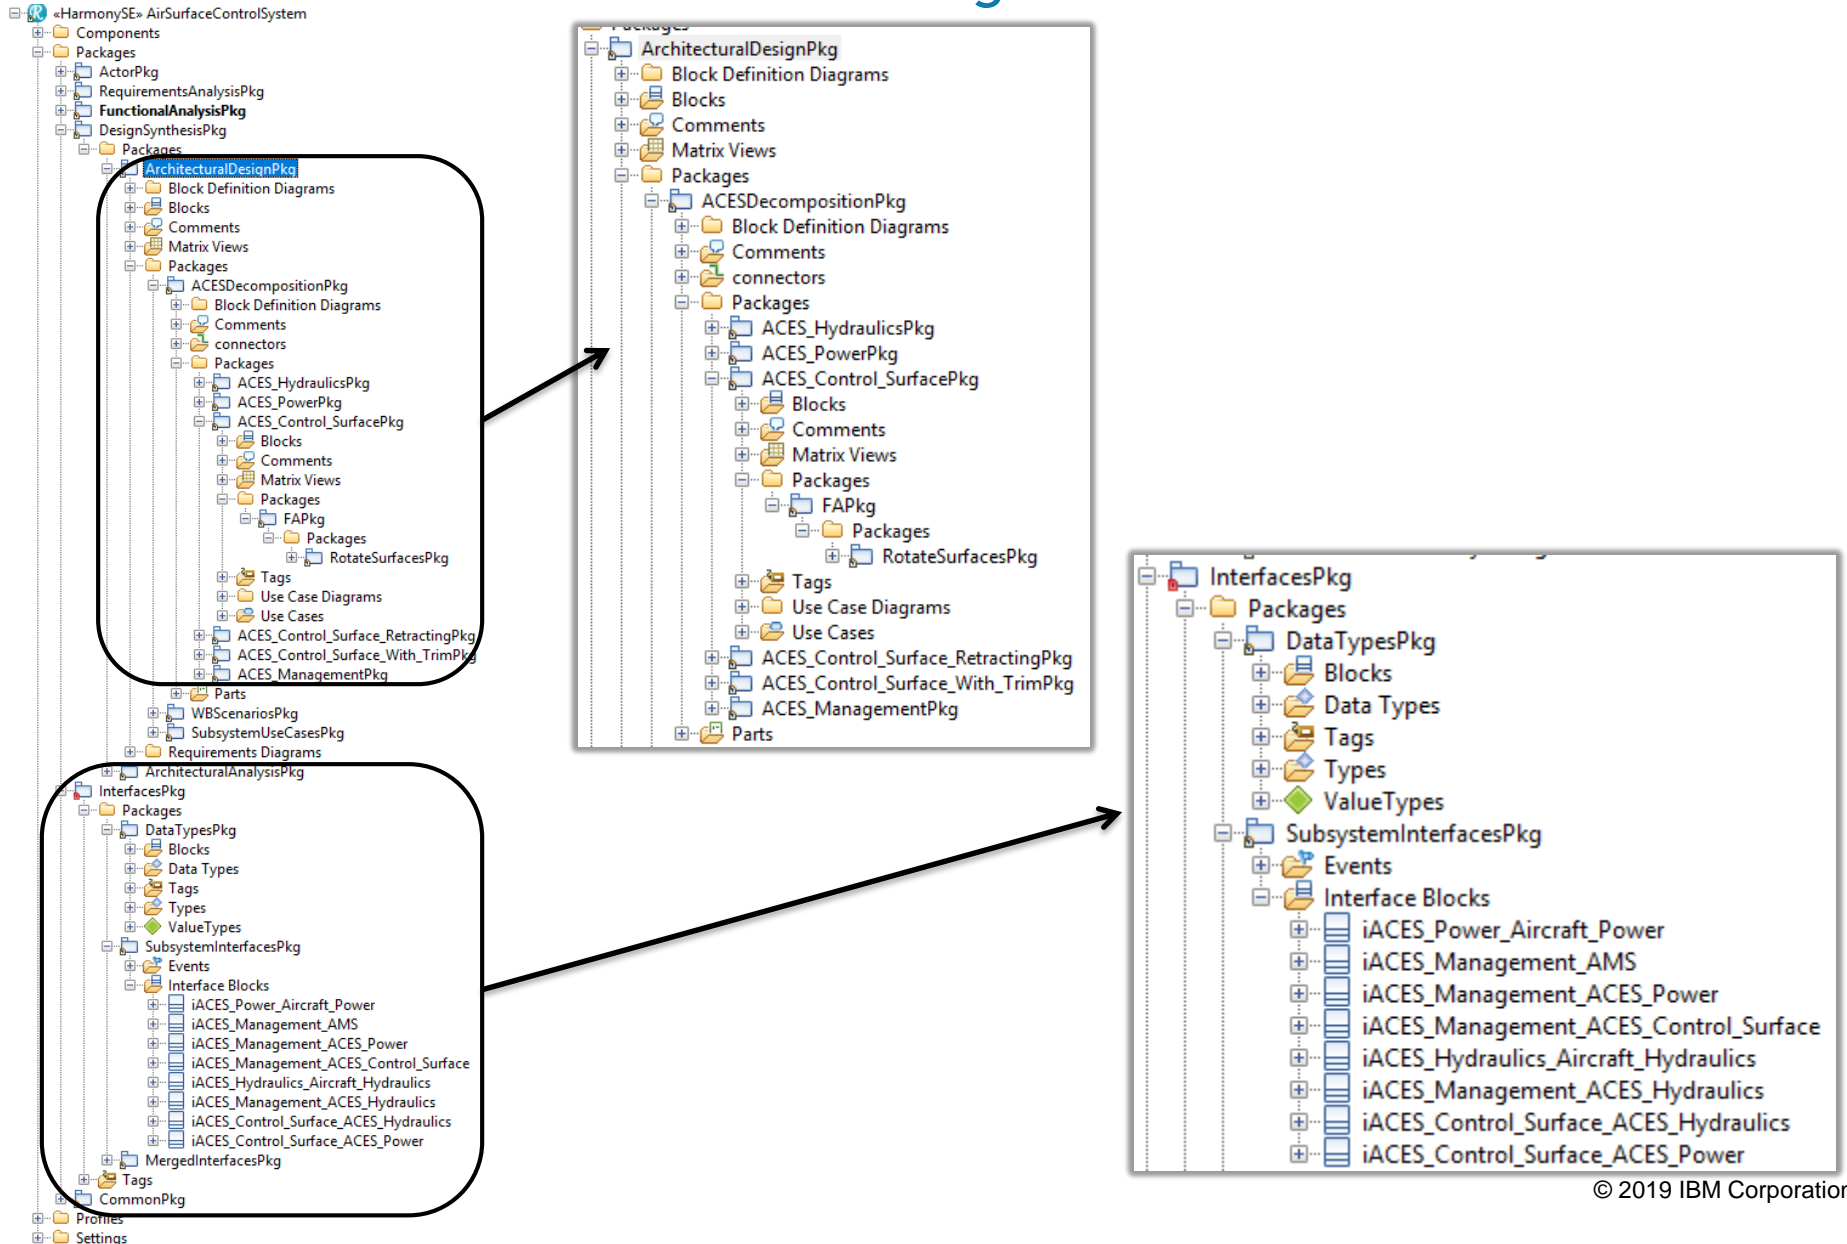 «HarmonySE» AirSurfaceControlSystem
Components
Packages
ActorPkg
RequirementsAnalysisPkg
FunctionalAnalysisPkg
DesignSynthesisPkg
Packages
ArchitecturalDesignPkg
Block Definition Diagrams
Blocks
Comments
Matrix Views
Packages
ACESDecompositionPkg
Block Definition Diagrams
Comments
connectors
Packages
ACES_HydraulicsPkg
ACES_PowerPkg
ACES_Control_SurfacePkg
Blocks
Comments
Matrix Views
Packages
FAPkg
Packages
RotateSurfacesPkg
Tags
Use Case Diagrams
Use Cases
ACES_Control_Surface_RetractingPkg
ACES_Control_Surface_With_TrimPkg
ACES_ManagementPkg
Parts
WBScenariosPkg
SubsystemUseCasesPkg
Requirements Diagrams
ArchitecturalAnalysisPkg
InterfacesPkg
Packages
DataTypesPkg
Blocks
Data Types
Tags
Types
ValueTypes
SubsystemInterfacesPkg
Events
Interface Blocks
iACES_Power_Aircraft_Power
iACES_Management_AMS
iACES_Management_ACES_Power
iACES_Management_ACES_Control_Surface
iACES_Hydraulics_Aircraft_Hydraulics
iACES_Management_ACES_Hydraulics
iACES_Control_Surface_ACES_Hydraulics
iACES_Control_Surface_ACES_Power
MergedInterfacesPkg
Tags
CommonPkg
Profiles
Settings
Packages
ArchitecturalDesignPkg
Block Definition Diagrams
Blocks
Comments
Matrix Views
Packages
ACESDecompositionPkg
Block Definition Diagrams
Comments
connectors
Packages
ACES_HydraulicsPkg
ACES_PowerPkg
ACES_Control_SurfacePkg
Blocks
Comments
Matrix Views
Packages
FAPkg
Packages
RotateSurfacesPkg
Tags
Use Case Diagrams
Use Cases
ACES_Control_Surface_RetractingPkg
ACES_Control_Surface_With_TrimPkg
ACES_ManagementPkg
Parts
InterfacesPkg
Packages
DataTypesPkg
Blocks
Data Types
Tags
Types
ValueTypes
SubsystemInterfacesPkg
Events
Interface Blocks
iACES_Power_Aircraft_Power
iACES_Management_AMS
iACES_Management_ACES_Power
iACES_Management_ACES_Control_Surface
iACES_Hydraulics_Aircraft_Hydraulics
iACES_Management_ACES_Hydraulics
iACES_Control_Surface_ACES_Hydraulics
iACES_Control_Surface_ACES_Power
© 2019 IBM Corporation